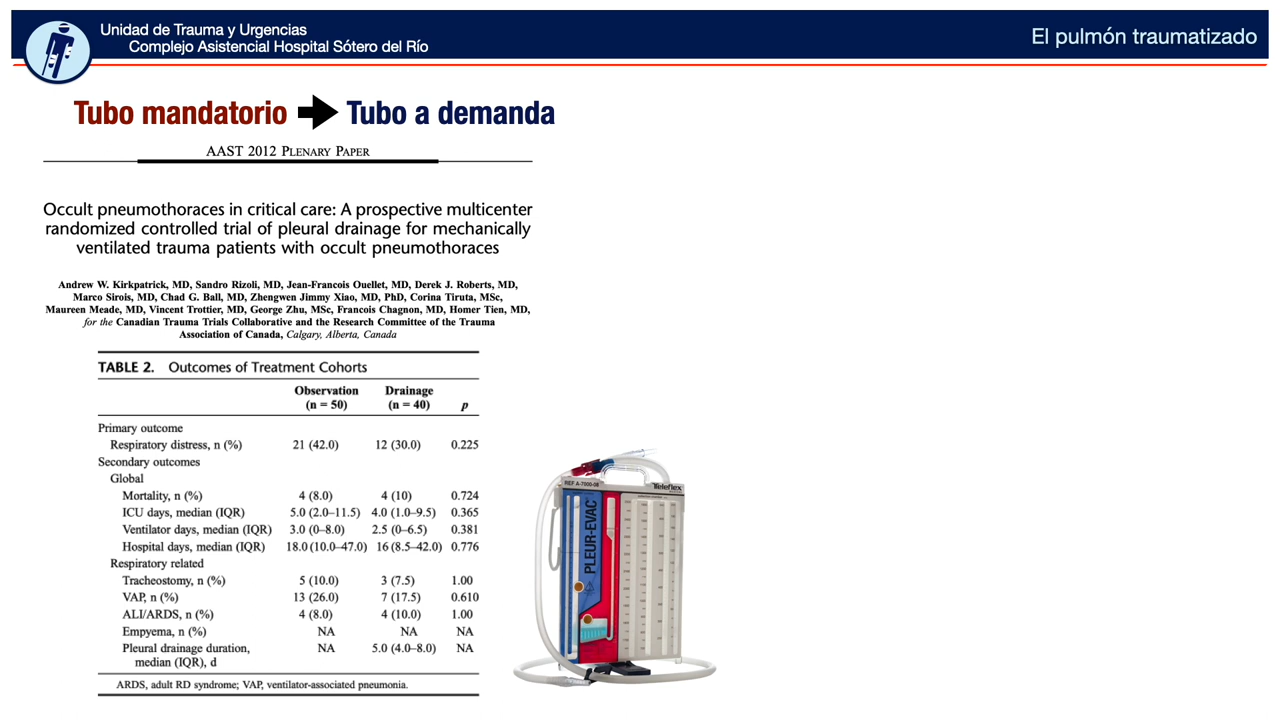 Unidad de Trauma y Urgencias
Complejo Asistencial Hospital Sótero del Río
El pulmón traumatizado
Tubo mandatorio Tubo a demanda
AAST 2012 PLENARY PAPER
Occult pneumothoraces in critical care: A prospective multicenter
randomized controlled trial of pleural drainage for mechanically
ventilated trauma patients with occult pneumothoraces
Andrew W. Kirkpatrick, MD, Sandro Rizoli, MD, Jean-Francois Ouellet, MD, Derek J. Roberts, MD,
Marco Sirois, MD, Chad G. Ball, MD, Zhengwen Jimmy Xiao, MD, PhD, Corina Tiruta, MSc,
Maureen Meade, MD, Vincent Trottier, MD, George Zhu, MSc, Francois Chagnon, MD, Homer Tien, MD,
for the Canadian Trauma Trials Collaborative and the Research Committee of the Trauma
Association of Canada, Calgary, Alberta, Canada
TABLE 2. Outcomes of Treatment Cohorts
Observation Drainage
(n = 50) (n = 40) p
Primary outcome
Respiratory distress, n (%) 21 (42.0) 12 (30.0) 0.225
Secondary outcomes
Global
Mortality, n (%) 4 (8.0) 4 (10) 0.724
ICU days, median (IQR) 5.0 (2.0–11.5) 4.0 (1.0–9.5) 0.365
Ventilator days, median (IQR) 3.0 (0–8.0) 2.5 (0–6.5) 0.381
Hospital days, median (IQR) 18.0 (10.0–47.0) 16 (8.5–42.0) 0.776
Respiratory related
Tracheostomy, n (%) 5 (10.0) 3 (7.5) 1.00
VAP, n (%) 13 (26.0) 7 (17.5) 0.610
ALI/ARDS, n (%) 4 (8.0) 4 (10.0) 1.00
Empyema, n (%) NA NA NA
Pleural drainage duration, NA 5.0 (4.0–8.0) NA
median (IQR), d
ARDS, adult RD syndrome; VAP, ventilator-associated pneumonia.
REF A-7000-08
Teleflex
PLEUR-EVAC